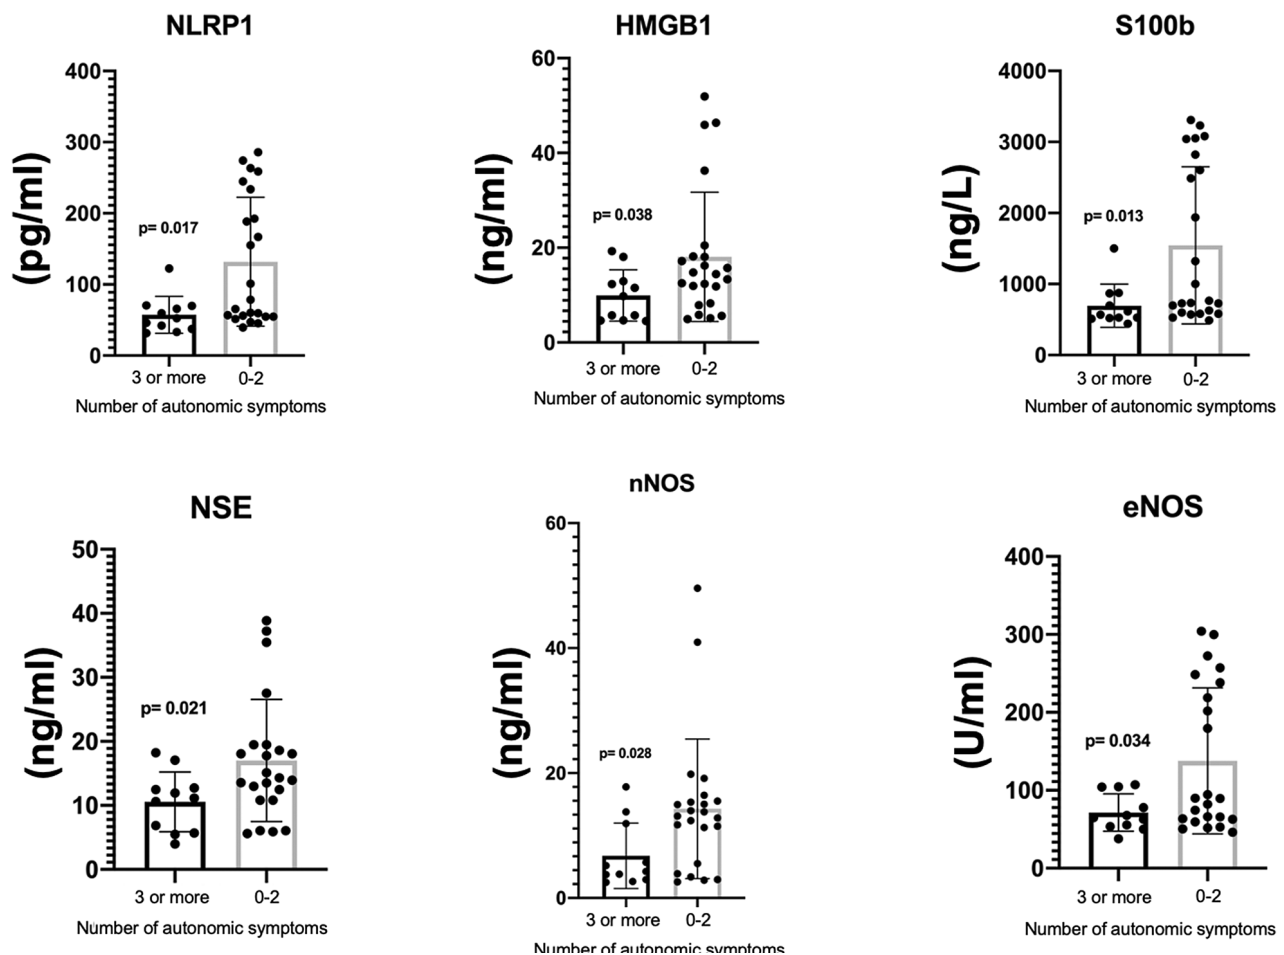 NLRP1
HMGB1
S100b
400
300
200
100
0
(pg/ml)
p= 0.017
3 or more
0-2
Number of autonomic symptoms
60
40
20
0
(ng/ml)
p= 0.038
3 or more
0-2
Number of autonomic symptoms
4000
3000
2000
1000
0
(ng/L)
p= 0.013
3 or more
0-2
Number of autonomic symptoms
NSE
nNOS
eNOS
50
40
30
20
10
0
(ng/ml)
p= 0.021
3 or more
0-2
Number of autonomic symptoms
60
40
20
0
(ng/ml)
p= 0.028
3 or more
0-2
Number of autonomic symptoms
400
300
200
100
0
(U/ml)
p= 0.034
3 or more
0-2
Number of autonomic symptoms